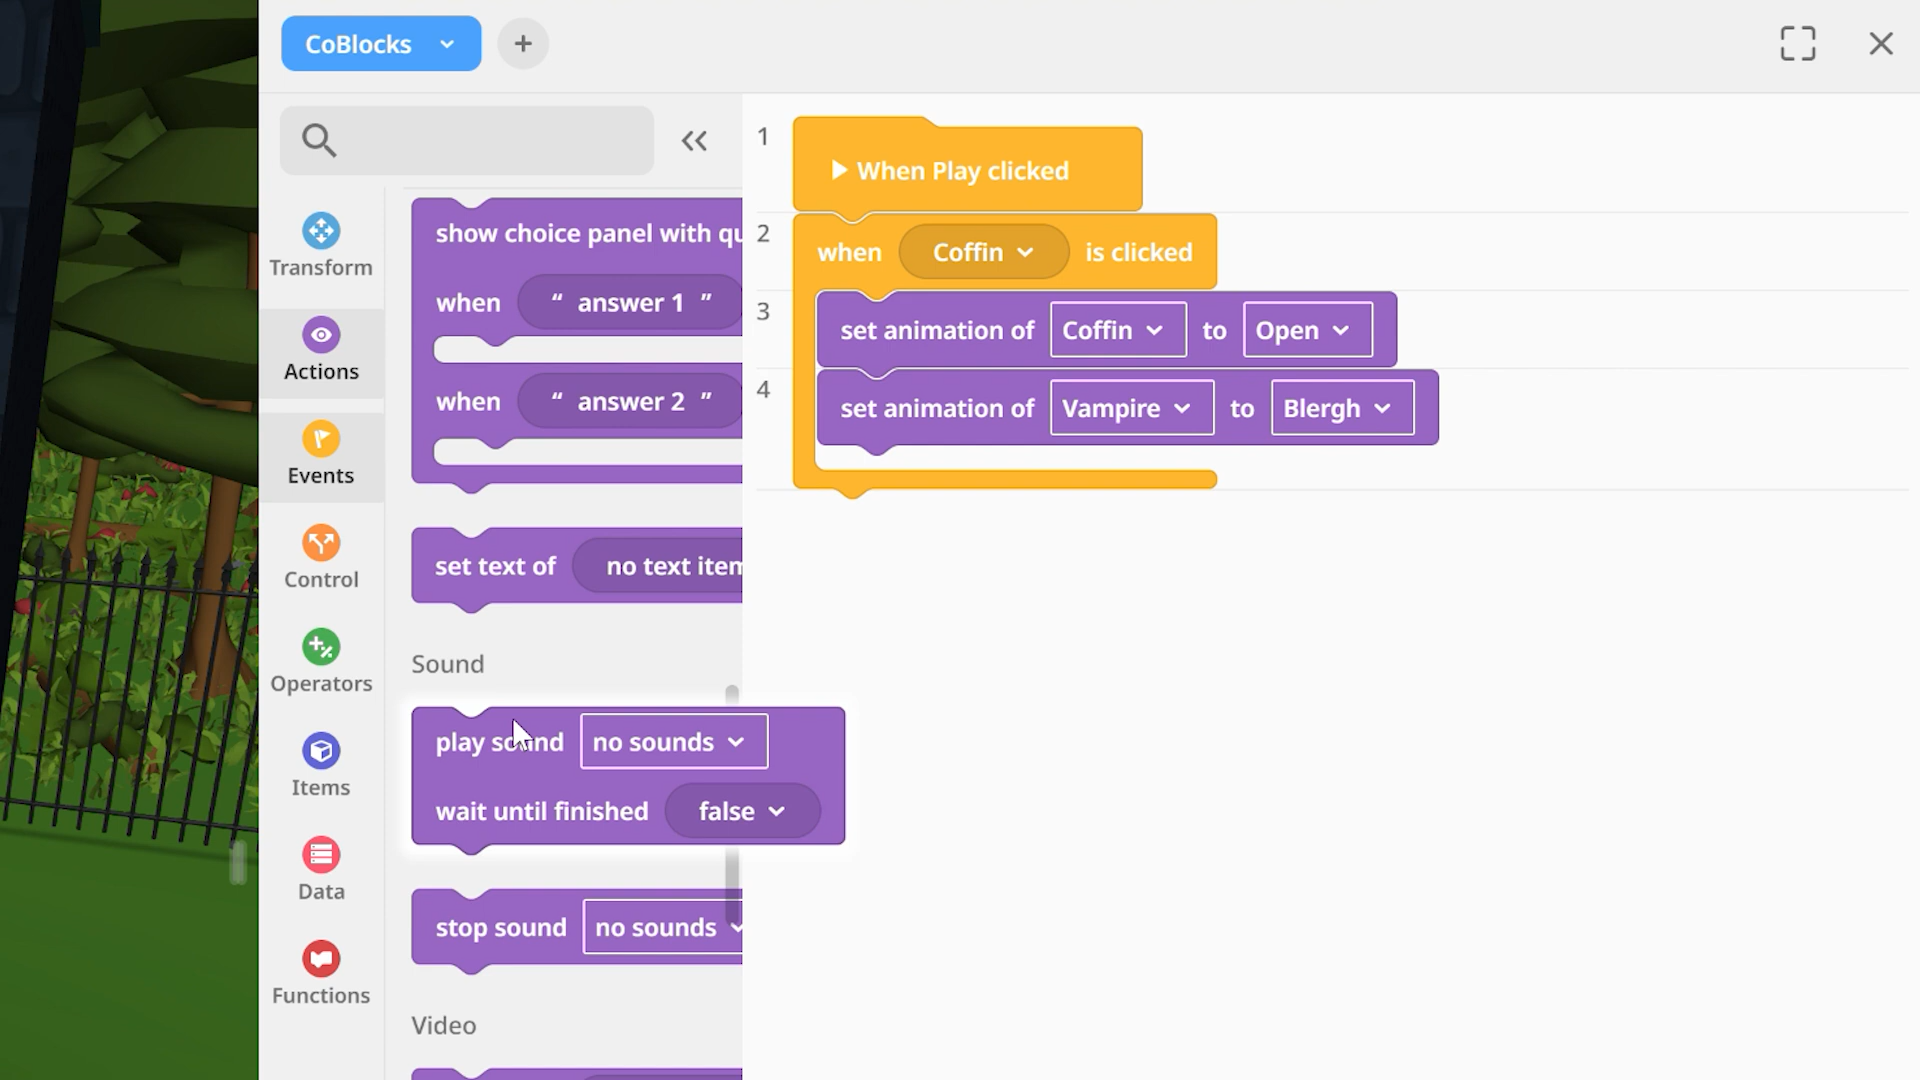 CoBlocks
+
Transform
Actions
Events
Control
Operators
Items
Data
Functions
show choice panel with qu
when “ answer 1 ”
when “ answer 2 ”
set text of no text item
Sound
play sound no sounds
wait until finished false
stop sound no sounds
Video
1 When Play clicked
2 when Coffin is clicked
3 set animation of Coffin to Open
4 set animation of Vampire to Blergh